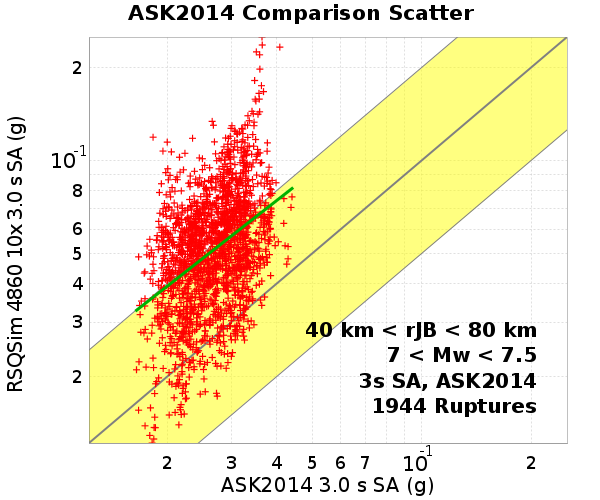 ASK2014 Comparison Scatter
RSQSim 4860 10x 3.0 s SA (g)
2
10-1
8
6
5
4
3
2
40 km < rJB < 80 km
7 < Mw < 7.5
3s SA, ASK2014
1944 Ruptures
2 3 4 5 6 7 10-1 2
ASK2014 3.0 s SA (g)